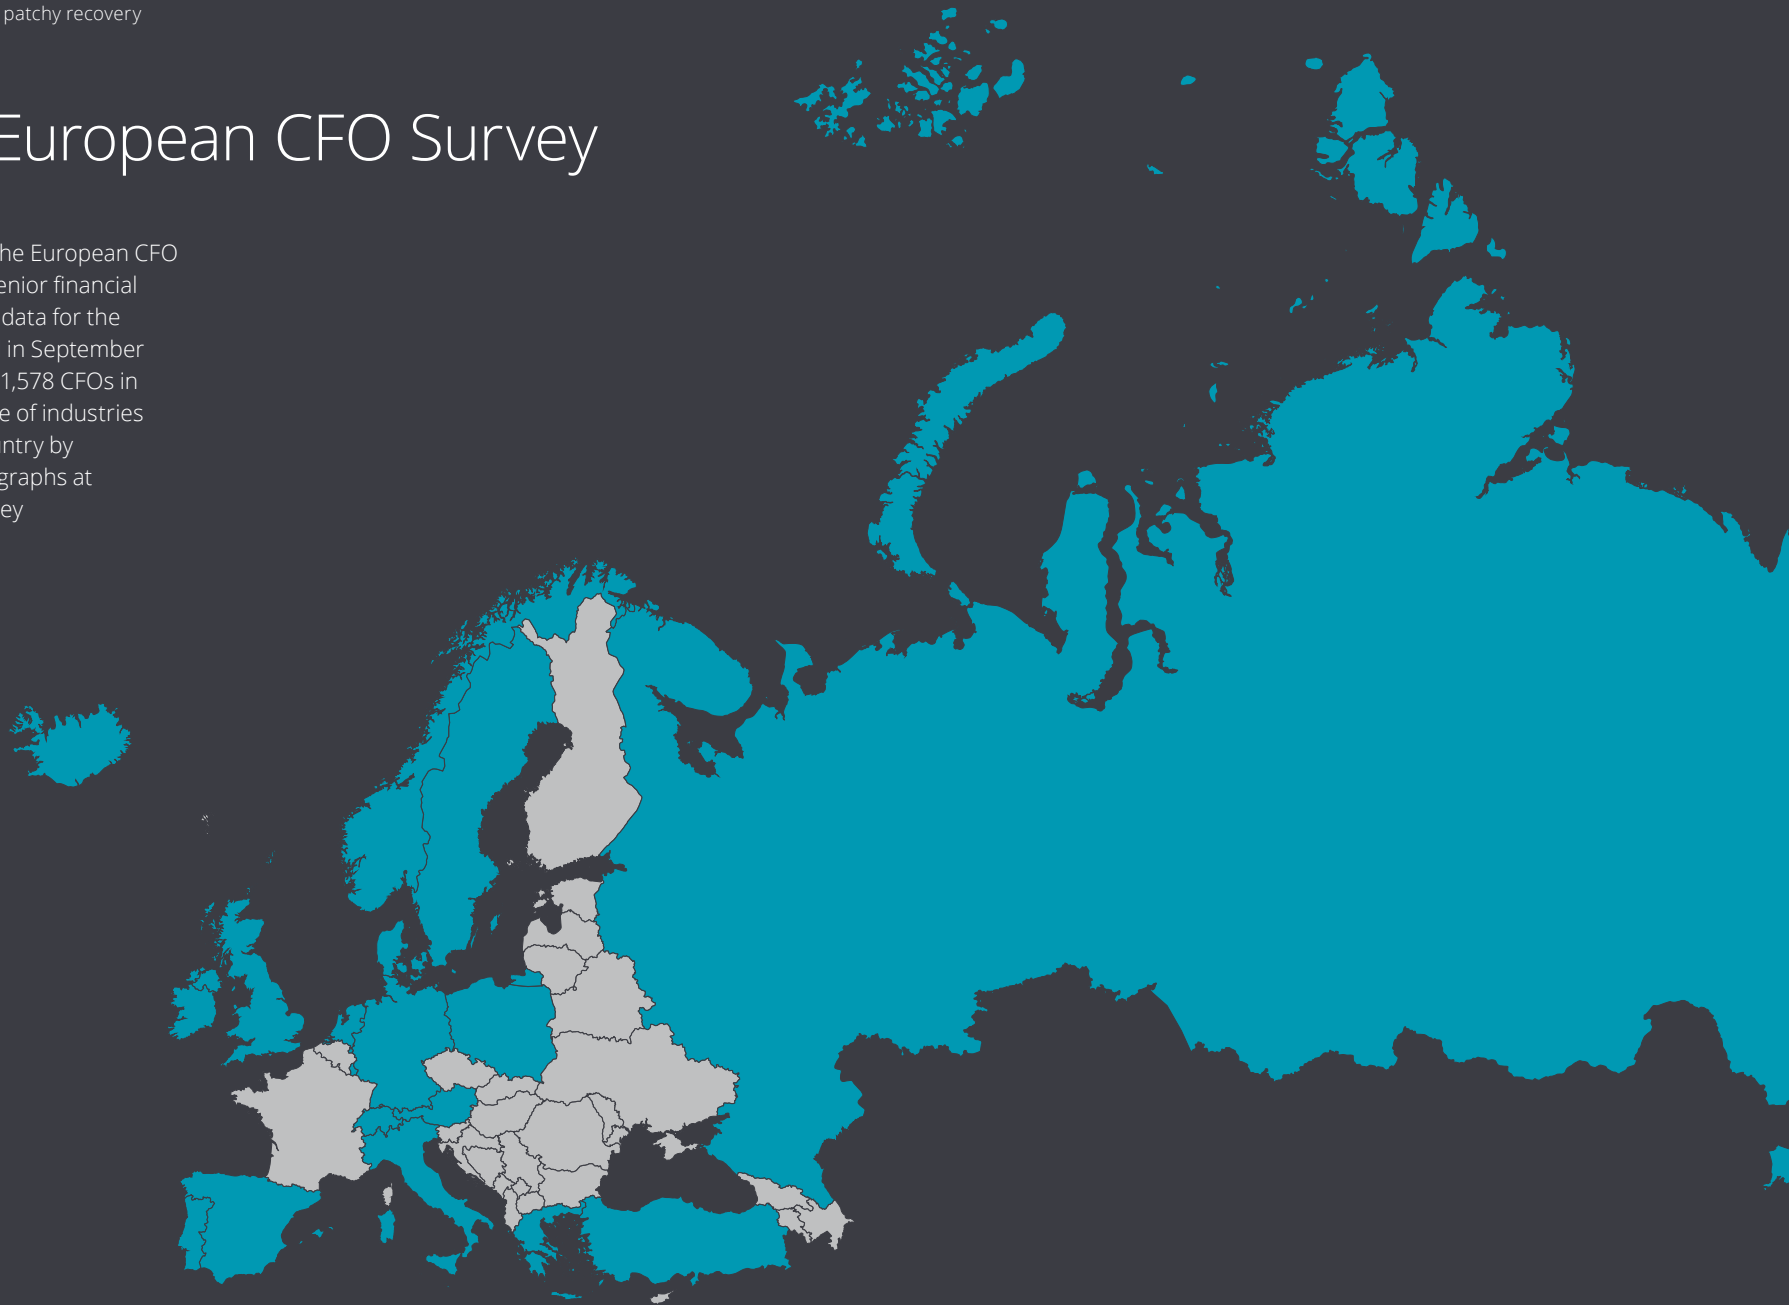 patchy recovery
European CFO Survey
he European CFO
enior financial
data for the
in September
1,578 CFOs in
e of industries
ntry by
graphs at
ey